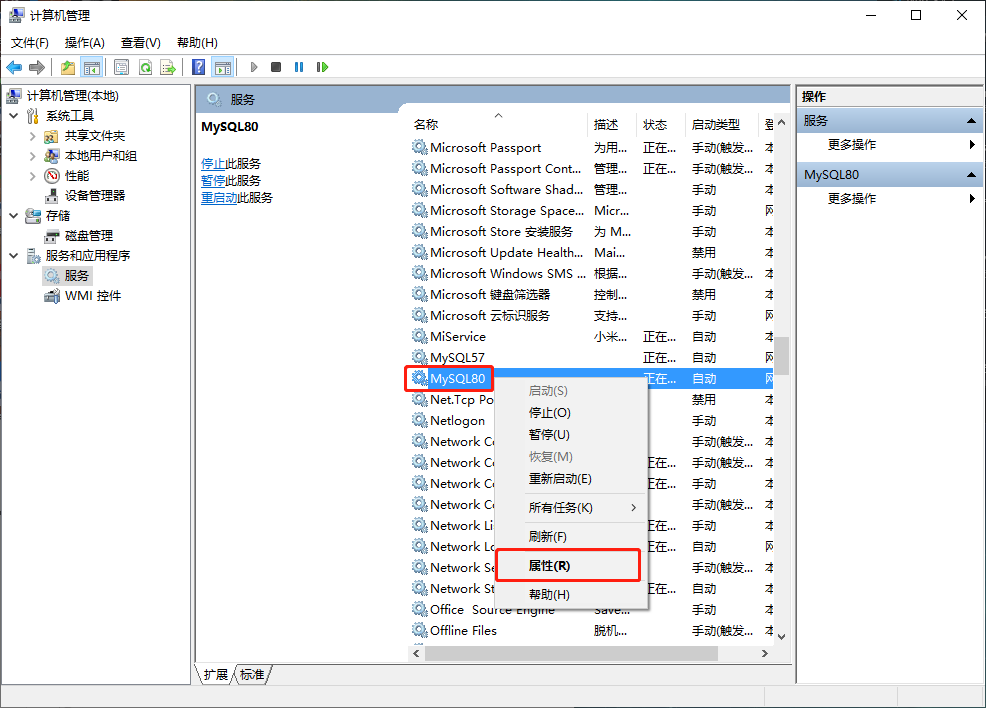 计算机管理
文件(F) 操作(A) 查看(V) 帮助(H)
计算机管理(本地)
系统工具
共享文件夹
本地用户和组
性能
设备管理器
存储
磁盘管理
服务和应用程序
服务
WMI 控件
服务
MySQL80
停止此服务
暂停此服务
重启动此服务
名称 描述 状态 启动类型 登
Microsoft Passport 为用... 正在... 手动(触发... 本
Microsoft Passport Cont... 管理... 正在... 手动(触发... 本
Microsoft Software Shad... 管理... 手动 本
Microsoft Storage Space... Micr... 手动 网
Microsoft Store 安装服务 为 M... 手动 本
Microsoft Update Health... Mai... 禁用 本
Microsoft Windows SMS ... 根据... 手动(触发... 本
Microsoft 键盘筛选器 控制... 禁用 本
Microsoft 云标识服务 支持... 手动 网
MiService 小米... 正在... 自动 本
MySQL57 正在... 自动 网
MySQL80 正在... 自动 网
Net.Tcp Po 禁用 本
Netlogon 手动 本
Network Co 手动(触发... 本
Network Co 正在... 手动(触发... 本
Network Co 正在... 手动 本
Network Co 手动(触发... 本
Network Li 正在... 手动 本
Network Lo 正在... 自动 网
Network Se 手动(触发... 本
Network St 正在... 自动 本
Office Source Engine Save... 手动 本
Offline Files 脱机... 手动(触发... 本
启动(S)
停止(O)
暂停(U)
恢复(M)
重新启动(E)
所有任务(K)
刷新(F)
属性(R)
帮助(H)
扩展 标准
操作
服务
更多操作
MySQL80
更多操作